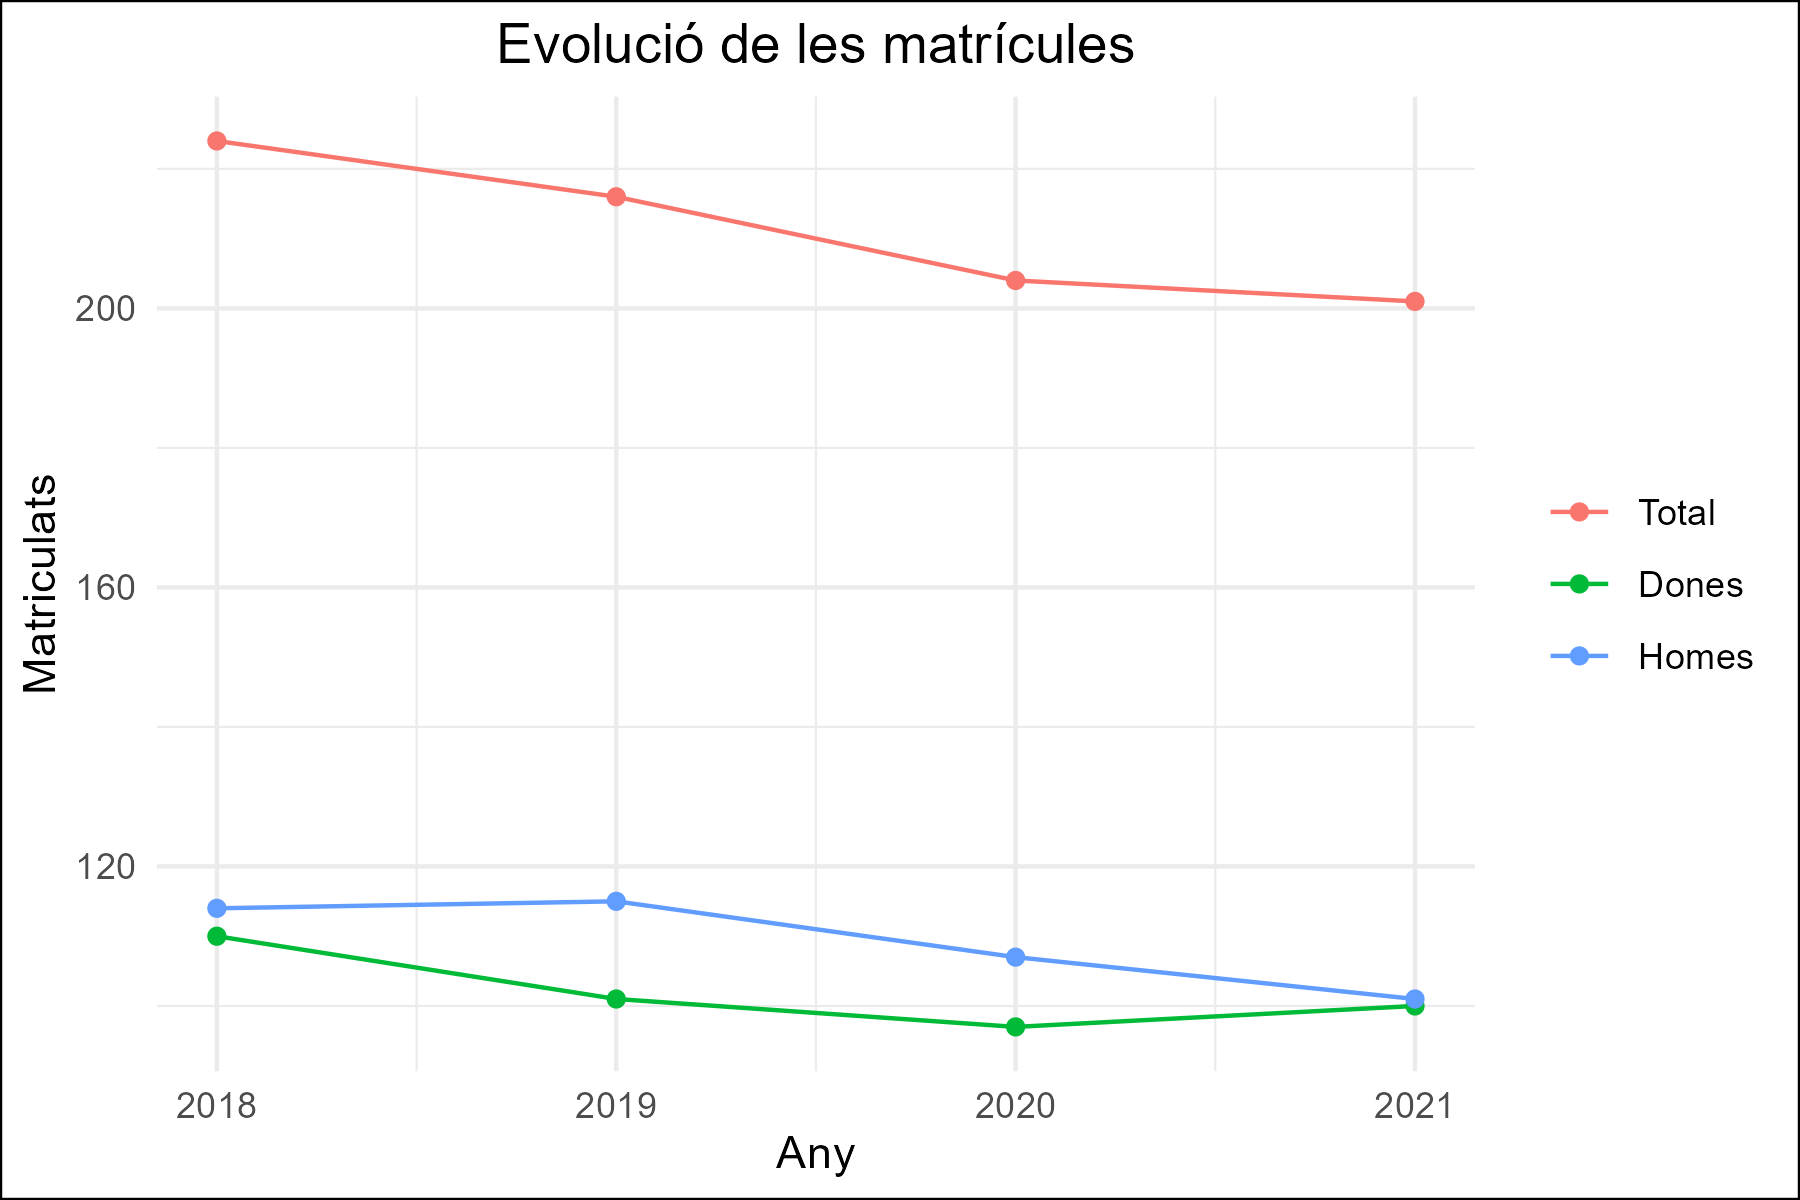 Evolució de les matrícules
Matriculats
200
160
120
2018
2019
2020
2021
Any
Total
Dones
Homes